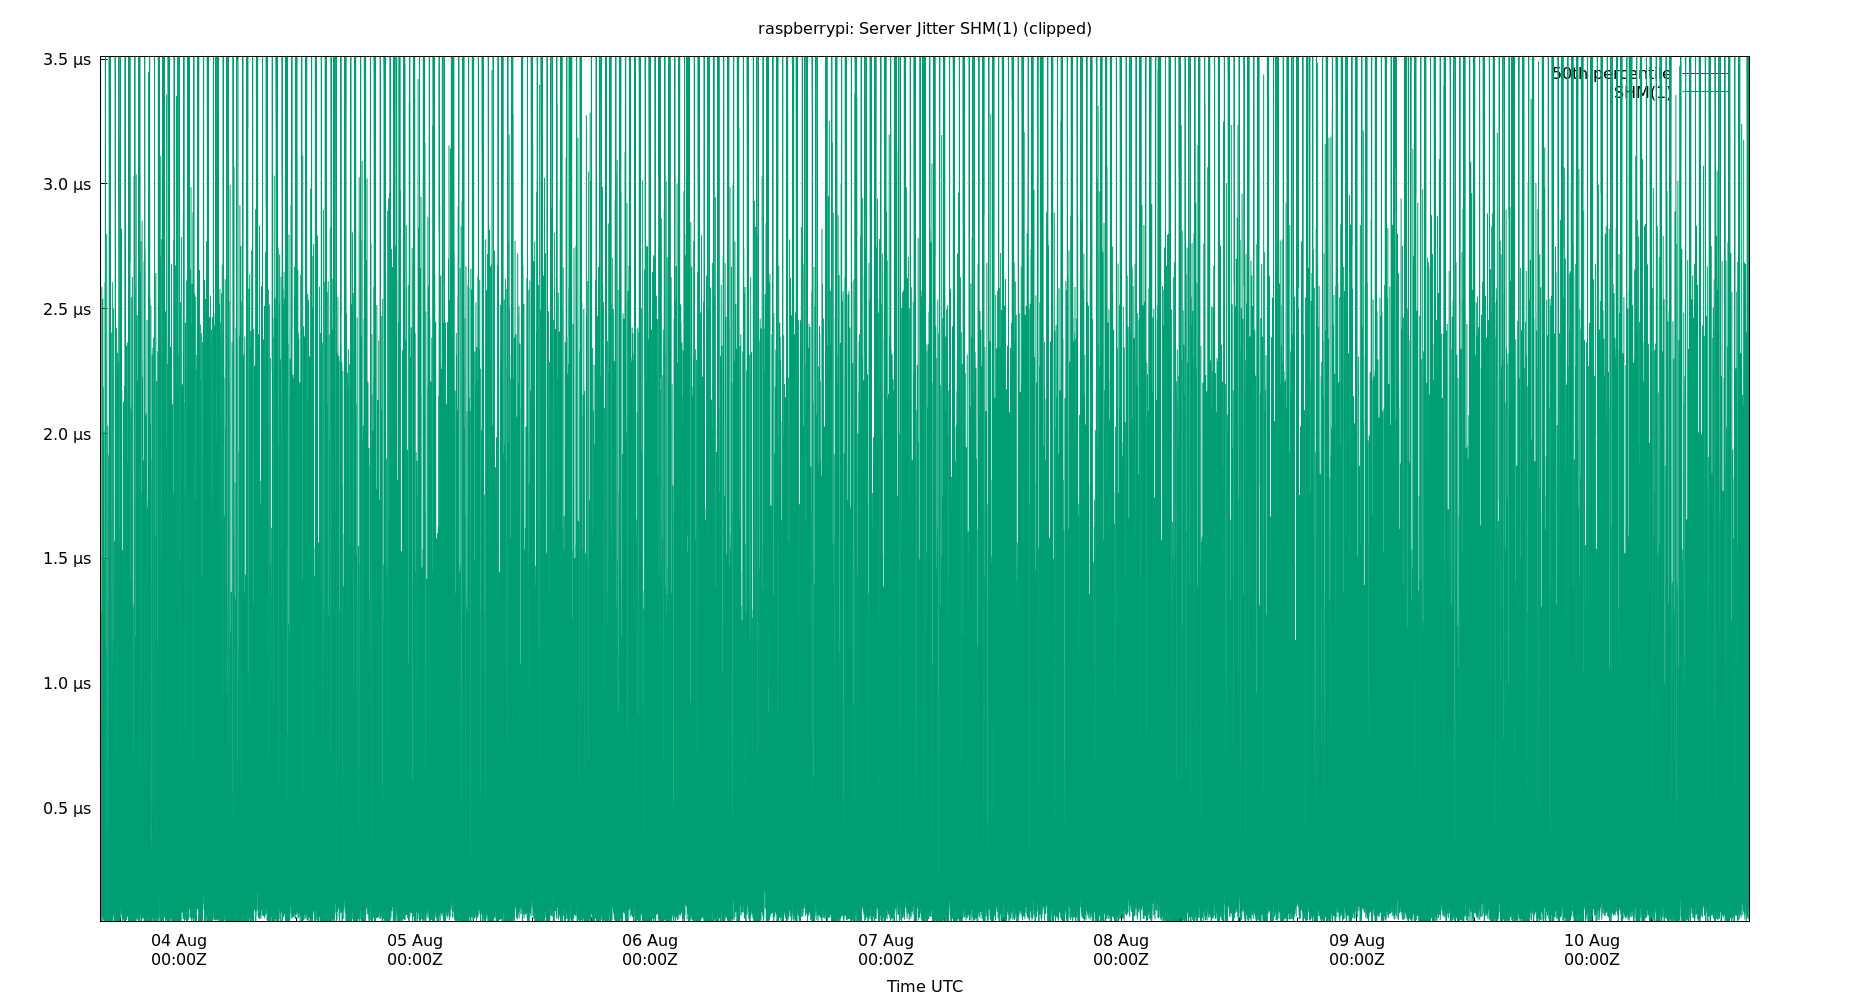 raspberrypi: Server Jitter SHM(1) (clipped)
3.5 µs
50th percentile
SHM(1)
3.0 µs
2.5 µs
2.0 µs
1.5 µs
1.0 µs
0.5 µs
04 Aug 05 Aug 06 Aug 07 Aug 08 Aug 09 Aug 10 Aug
00:00Z 00:00Z 00:00Z 00:00Z 00:00Z 00:00Z 00:00Z
Time UTC